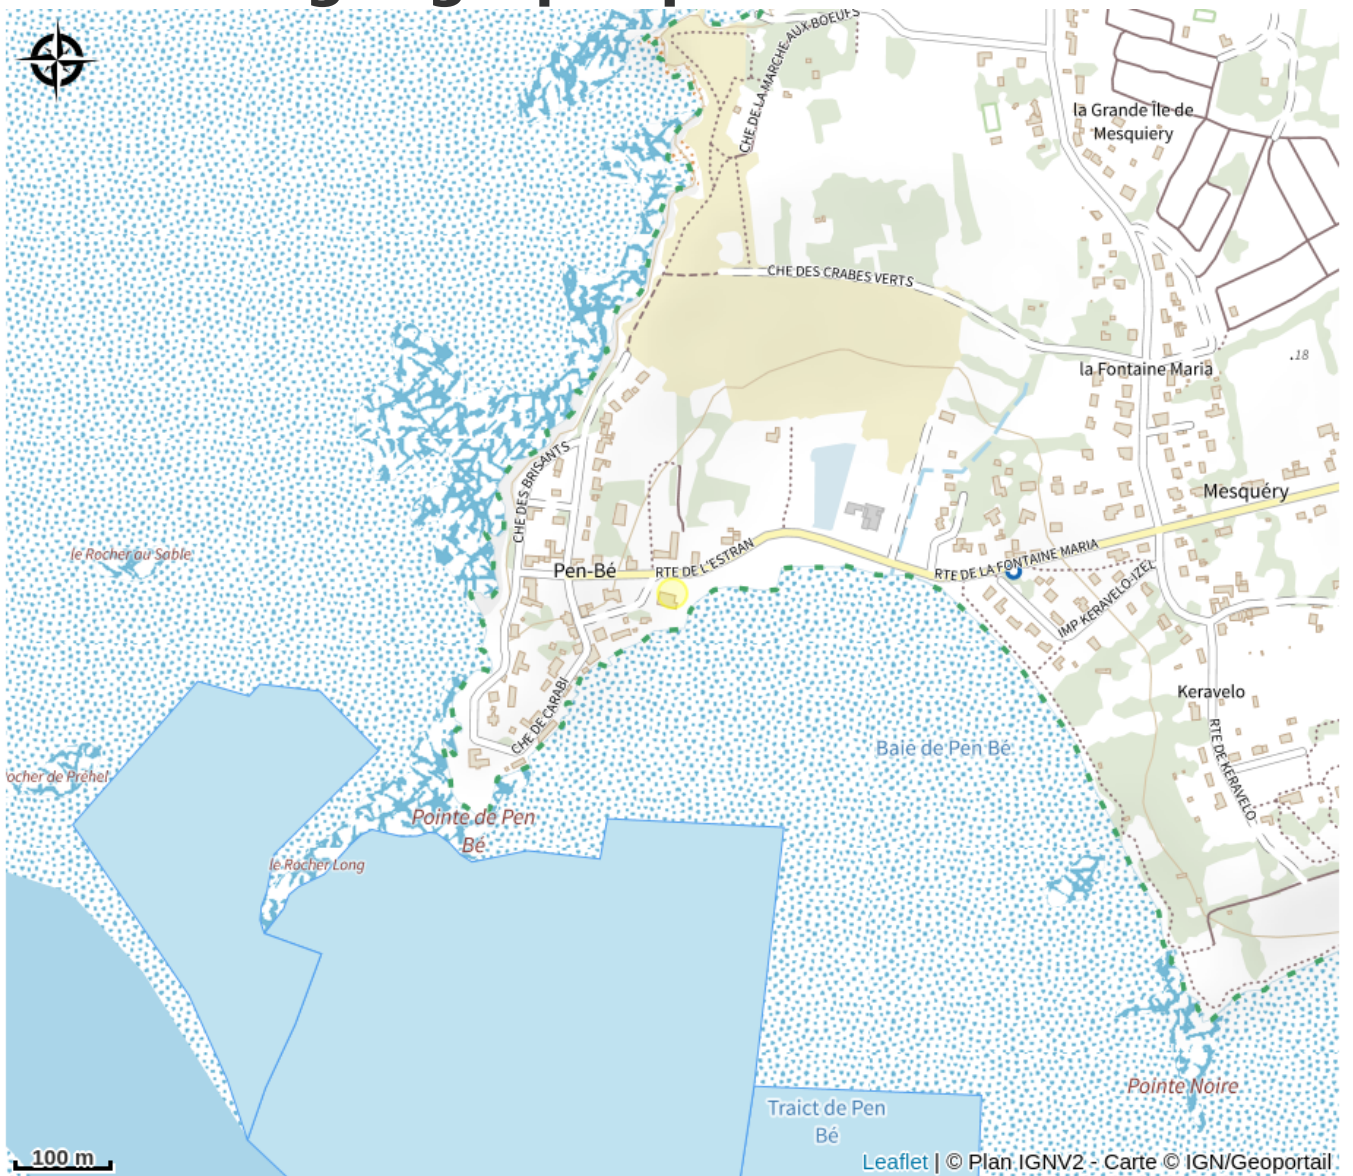 CHE DE LA MARCHE AUX BOEUFS
la Grande Île de
Mesquiery
CHE DES CRABES VERTS
.18
la Fontaine Maria
CHE DES BRISANTS
Mesquéry
le Rocher au Sable
Pen-Bé
RTE DE L'ESTRAN
RTE DE LA FONTAINE MARIA
IMP KERAVELO-IZEL
Keravelo
CHE DE CARABI
RTE DE KERAVELO
Baie de Pen Bé
ocher de Préhel
Pointe de Pen
Bé
le Rocher Long
Pointe Noire
Traict de Pen
Bé
100 m
Leaflet | © Plan IGNV2 - Carte © IGN/Geoportail